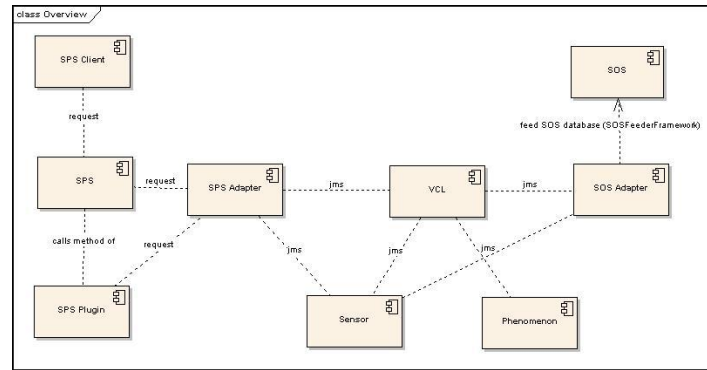 class Overview
SPS Client
SOS
request
feed SOS database (SOSFeederFramework)
SPS
request
SPS Adapter
jms
VCL
jms
SOS Adapter
calls method of
request
jms
jms
jms
SPS Plugin
Sensor
Phenomenon